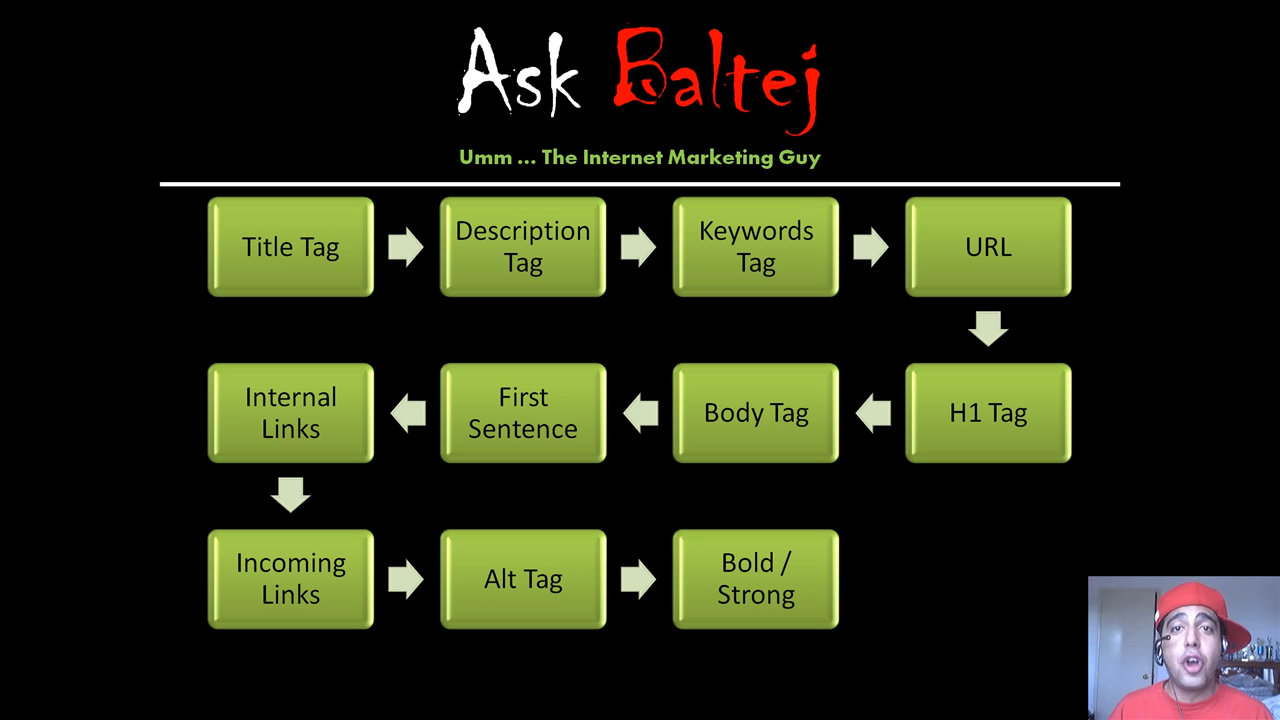 Ask Baltej
Umm ... The Internet Marketing Guy
Title Tag
Description
Tag
Keywords
Tag
URL
H1 Tag
Body Tag
First
Sentence
Internal
Links
Incoming
Links
Alt Tag
Bold /
Strong